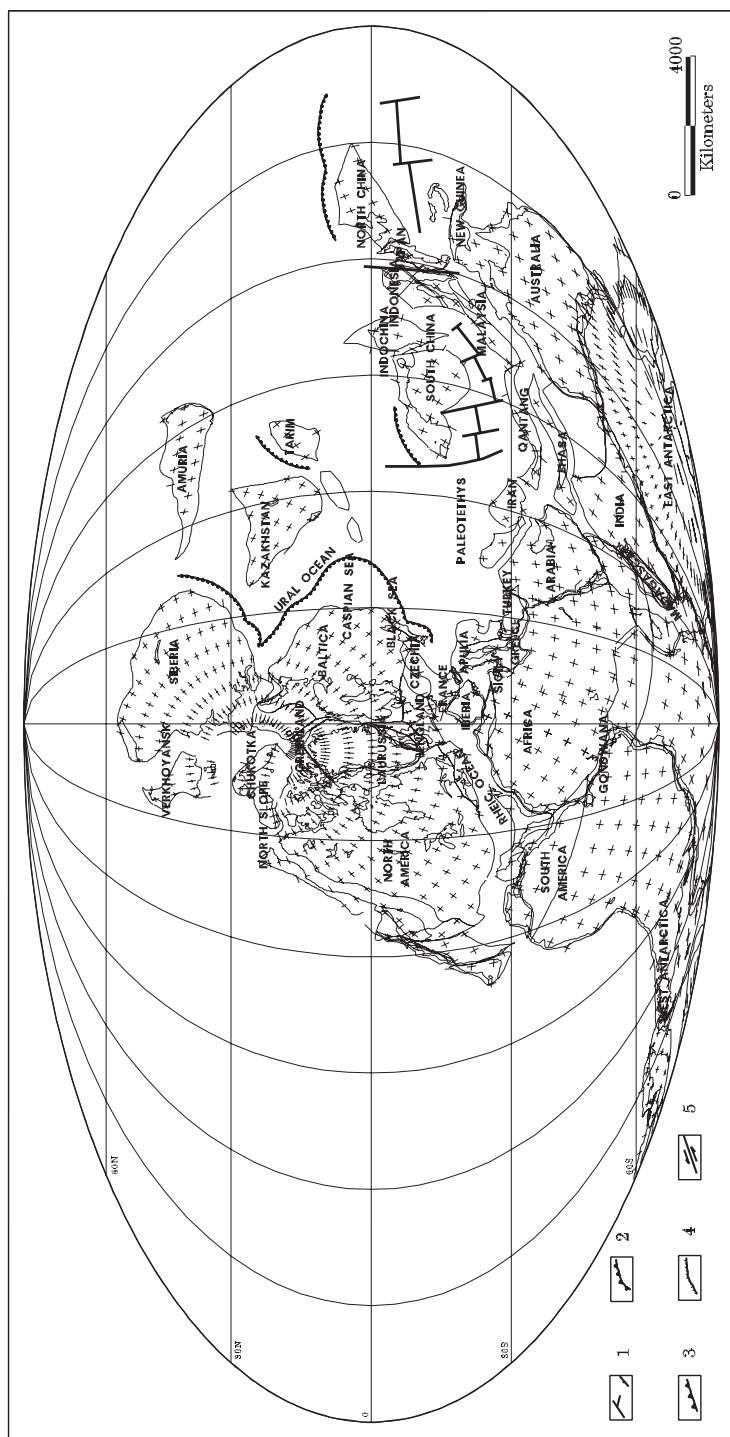 60N
30N
0
30S
60S
VERKHOYANSK
SIBERIA
AMURIA
CHUKOTKA
NORTH SLOPE
GREENLAND
URAL OCEAN
KAZAKHSTAN
TARIM
BALTICA
CASPIAN SEA
LAURUSSIA
BLACK SEA
NORTH
AMERICA
CZECHIA
FRANCE
IBERIA
APULIA
RHEIC OCEAN
SICILY
GREECE
TURKEY
PALEOTETHYS
INDOCHINA
INDONESIA
SOUTH CHINA
NORTH CHINA
NEW GUINEA
MALAYSIA
QANTANG
LHASA
IRAN
ARABIA
INDIA
AUSTRALIA
AFRICA
SOUTH
AMERICA
GONDWANA
WEST ANTARCTICA
EAST ANTARCTICA
0
4000
Kilometers
1
2
3
4
5